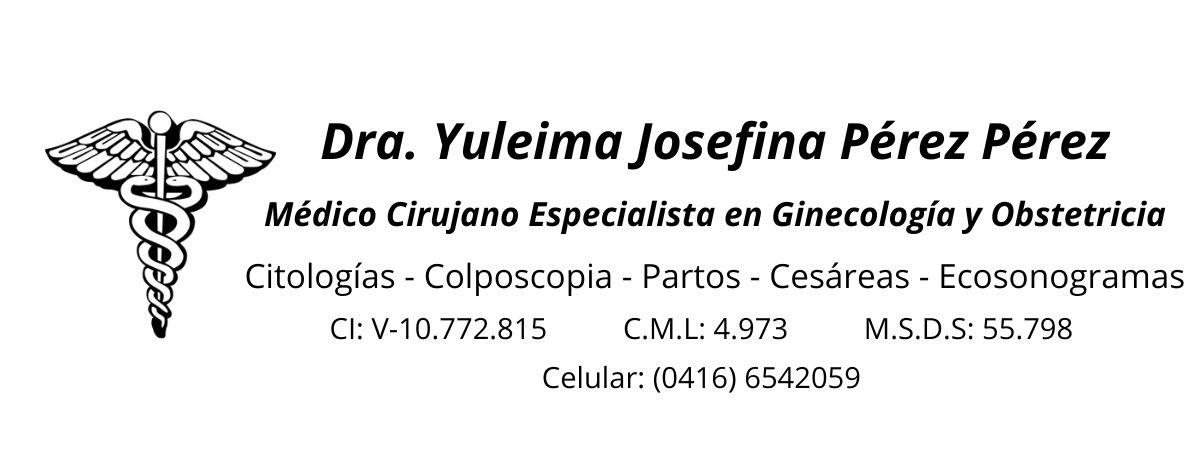 Dra. Yuleima Josefina Pérez Pérez
Médico Cirujano Especialista en Ginecología y Obstetricia
Citologías - Colposcopia - Partos - Cesáreas - Ecosonogramas
CI: V-10.772.815 C.M.L: 4.973 M.S.D.S: 55.798
Celular: (0416) 6542059